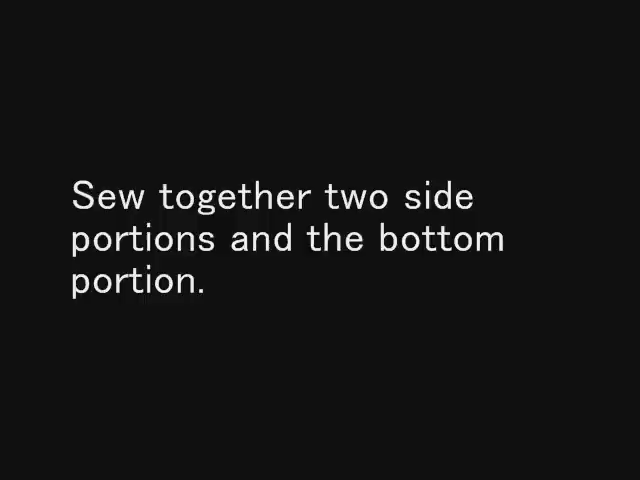 Sew together two side
portions and the bottom
portion.